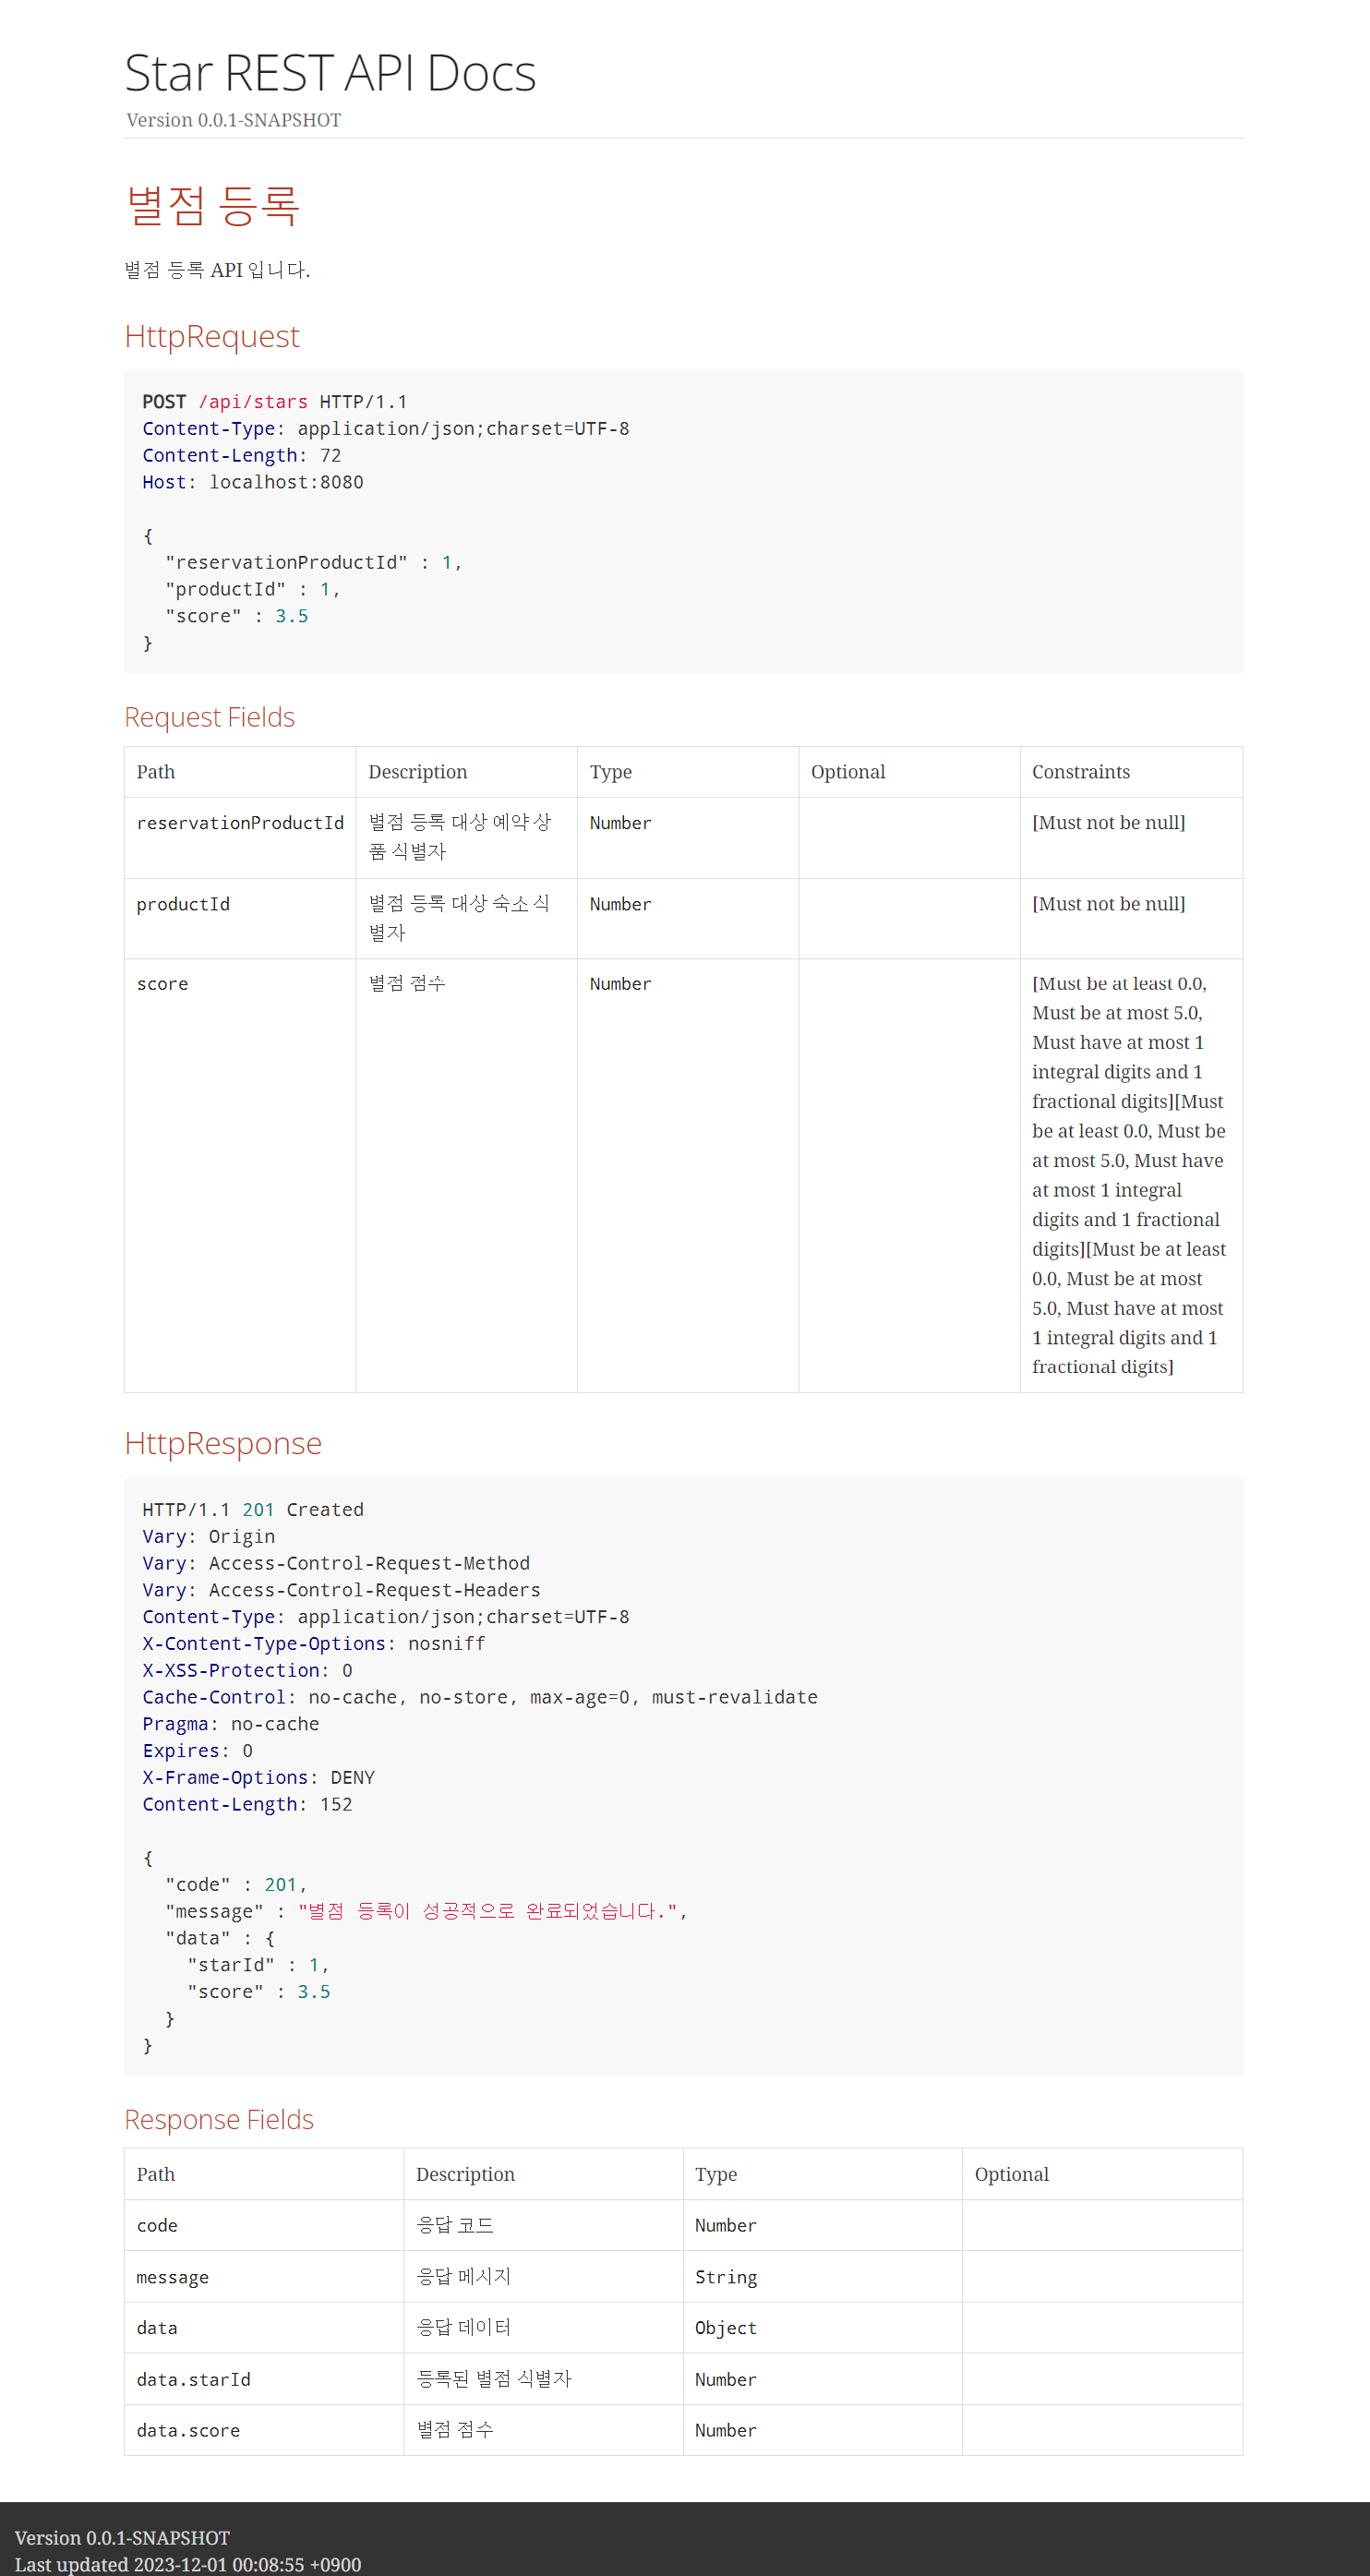 Star REST API Docs
Version 0.0.1-SNAPSHOT
별점 등록
별점 등록 API 입니다.
HttpRequest
POST /api/stars HTTP/1.1
Content-Type: application/json;charset=UTF-8
Content-Length: 72
Host: localhost:8080
{
  "reservationProductId" : 1,
  "productId" : 1,
  "score" : 3.5
}
Request Fields
Path Description Type Optional Constraints
reservationProductId 별점 등록 대상 예약 상 Number [Must not be null]
품 식별자
productId 별점 등록 대상 숙소 식 Number [Must not be null]
별자
score 별점 점수 Number [Must be at least 0.0,
Must be at most 5.0,
Must have at most 1
integral digits and 1
fractional digits][Must
be at least 0.0, Must be
at most 5.0, Must have
at most 1 integral
digits and 1 fractional
digits][Must be at least
0.0, Must be at most
5.0, Must have at most
1 integral digits and 1
fractional digits]
HttpResponse
HTTP/1.1 201 Created
Vary: Origin
Vary: Access-Control-Request-Method
Vary: Access-Control-Request-Headers
Content-Type: application/json;charset=UTF-8
X-Content-Type-Options: nosniff
X-XSS-Protection: 0
Cache-Control: no-cache, no-store, max-age=0, must-revalidate
Pragma: no-cache
Expires: 0
X-Frame-Options: DENY
Content-Length: 152
{
  "code" : 201,
  "message" : "별점 등록이 성공적으로 완료되었습니다.",
  "data" : {
    "starId" : 1,
    "score" : 3.5
  }
}
Response Fields
Path Description Type Optional
code 응답 코드 Number
message 응답 메시지 String
data 응답 데이터 Object
data.starId 등록된 별점 식별자 Number
data.score 별점 점수 Number
Version 0.0.1-SNAPSHOT
Last updated 2023-12-01 00:08:55 +0900